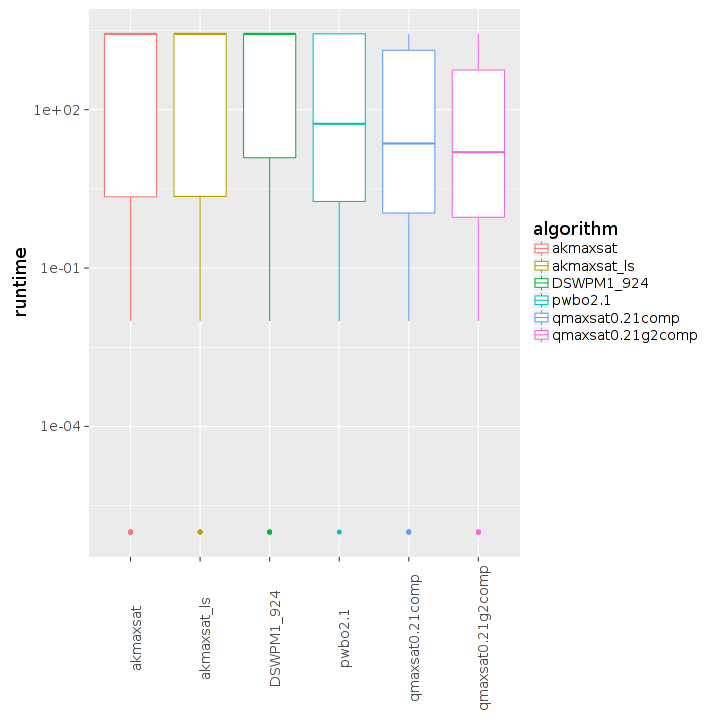 runtime
1e+02
1e-01
1e-04
akmaxsat
akmaxsat_ls
DSWPM1_924
pwbo2.1
qmaxsat0.21comp
qmaxsat0.21g2comp
algorithm
akmaxsat
akmaxsat_ls
DSWPM1_924
pwbo2.1
qmaxsat0.21comp
qmaxsat0.21g2comp